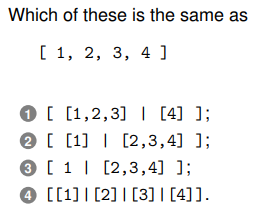 Which of these is the same as
[ 1, 2, 3, 4 ]
1 [ [1,2,3] | [4] ];
2 [ [1] | [2,3,4] ];
3 [ 1 | [2,3,4] ];
4 [[1]|[2]|[3]|[4]].